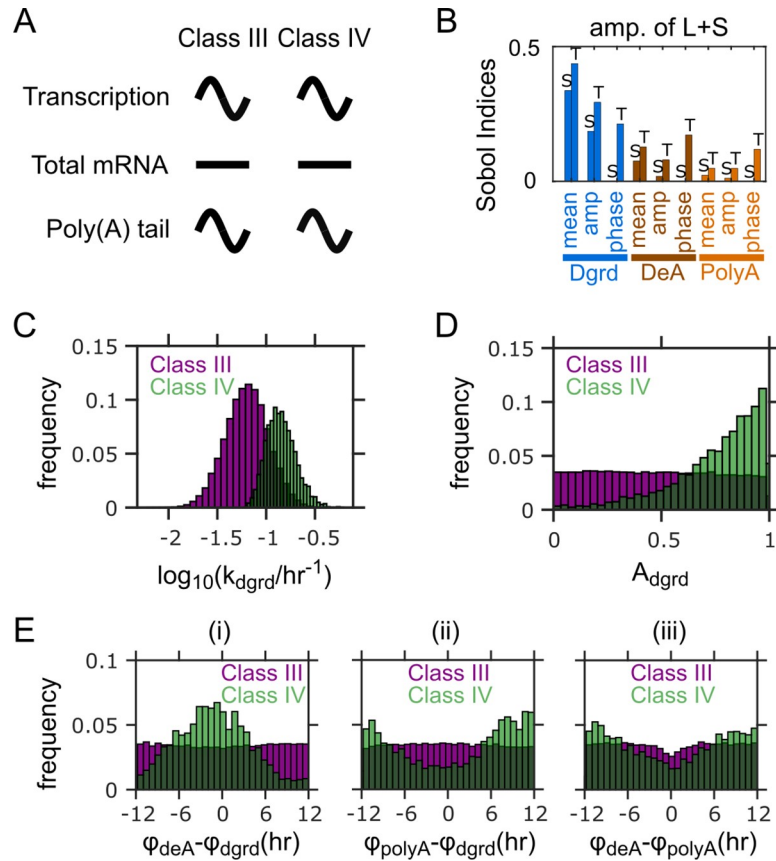 A
Class III Class IV
Transcription
Total mRNA
Poly(A) tail
B
amp. of L+S
0.5
0
Sobol Indices
S T S T S T S T S T S T S T S T S T
mean amp phase mean amp phase mean amp phase
Dgrd DeA PolyA
C
0.15
0.1
0.05
0
frequency
Class III
Class IV
-2 -1.5 -1 -0.5
log10(kdgrd/hr-1)
D
0.15
0.1
0.05
0
frequency
Class III
Class IV
0 0.5 1
Adgrd
E
(i) (ii) (iii)
0.1
0.05
0
frequency
Class III Class III Class III
Class IV Class IV Class IV
-12 -6 0 6 12 -12 -6 0 6 12 -12 -6 0 6 12
φdeA-φdgrd(hr) φpolyA-φdgrd(hr) φdeA-φpolyA(hr)